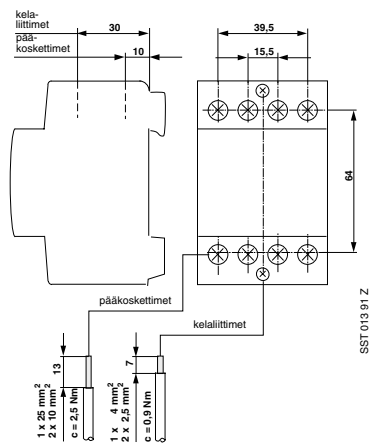 kela-
liittimet
pää-
koskettimet
30
10
39,5
15,5
64
pääkoskettimet
kelaliittimet
13
1 x 25 mm²
2 x 10 mm²
c = 2,5 Nm
7
1 x 4 mm²
2 x 2,5 mm²
c = 0,9 Nm
SST 013 91 Z